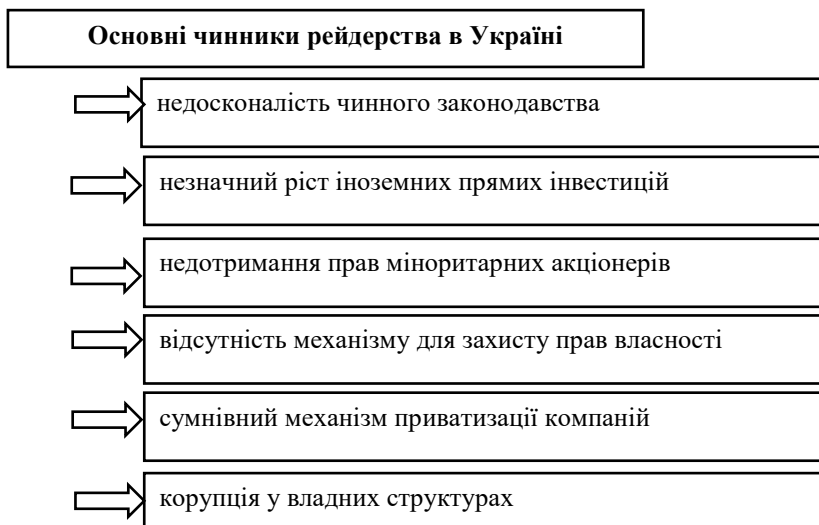 Основні чинники рейдерства в Україні
недосконалість чинного законодавства
незначний ріст іноземних прямих інвестицій
недотримання прав міноритарних акціонерів
відсутність механізму для захисту прав власності
сумнівний механізм приватизації компаній
корупція у владних структурах